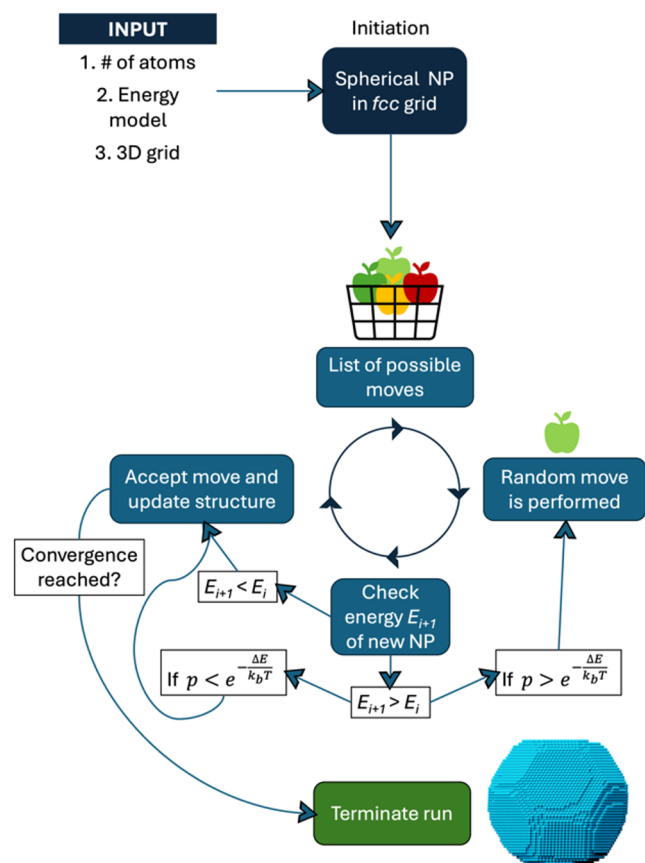 INPUT
1. # of atoms
2. Energy
model
3. 3D grid
Initiation
Spherical NP
in fcc grid
List of possible
moves
Random move
is performed
Accept move and
update structure
Convergence
reached?
E_{i+1} < E_i
Check
energy E_{i+1}
of new NP
If p < e^{-\frac{ΔE}{k_bT}}
E_{i+1} > E_i
If p > e^{-\frac{ΔE}{k_bT}}
Terminate run